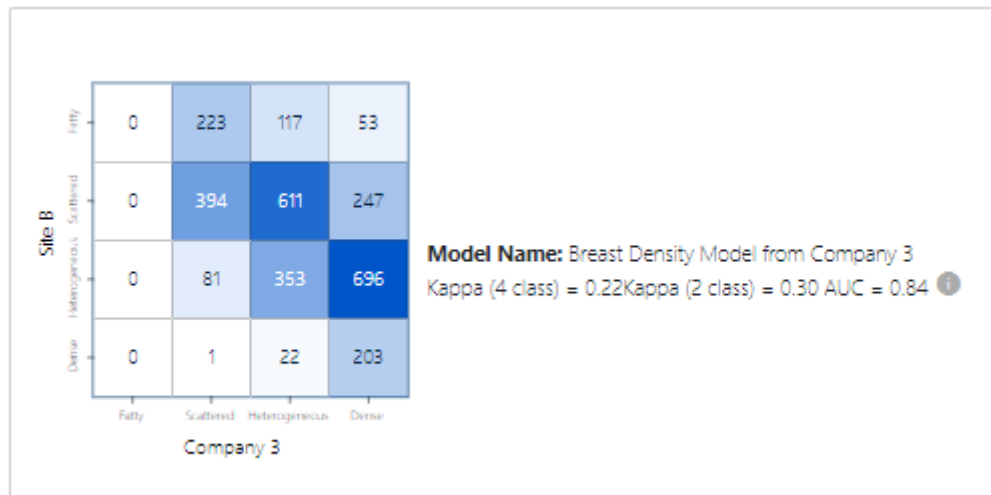 Site B
Fatty 0 223 117 53
Scattered 0 394 611 247
Heterogeneous 0 81 353 696
Dense 0 1 22 203
Fatty Scattered Heterogeneous Dense
Company 3
Model Name: Breast Density Model from Company 3
Kappa (4 class) = 0.22Kappa (2 class) = 0.30 AUC = 0.84 i